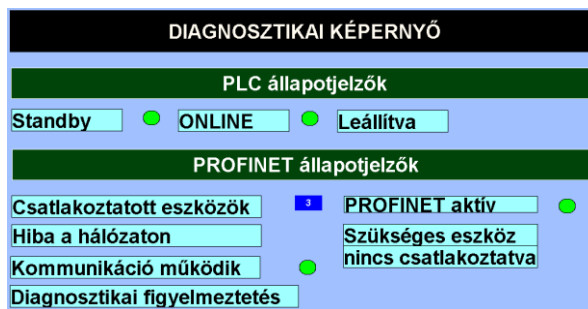 DIAGNOSZTIKAI KÉPERNYŐ
PLC állapotjelzők
Standby ONLINE Leállítva
PROFINET állapotjelzők
Csatlakoztatott eszközök 3 PROFINET aktív
Hiba a hálózaton Szükséges eszköz
nincs csatlakoztatva
Kommunikáció működik
Diagnosztikai figyelmeztetés